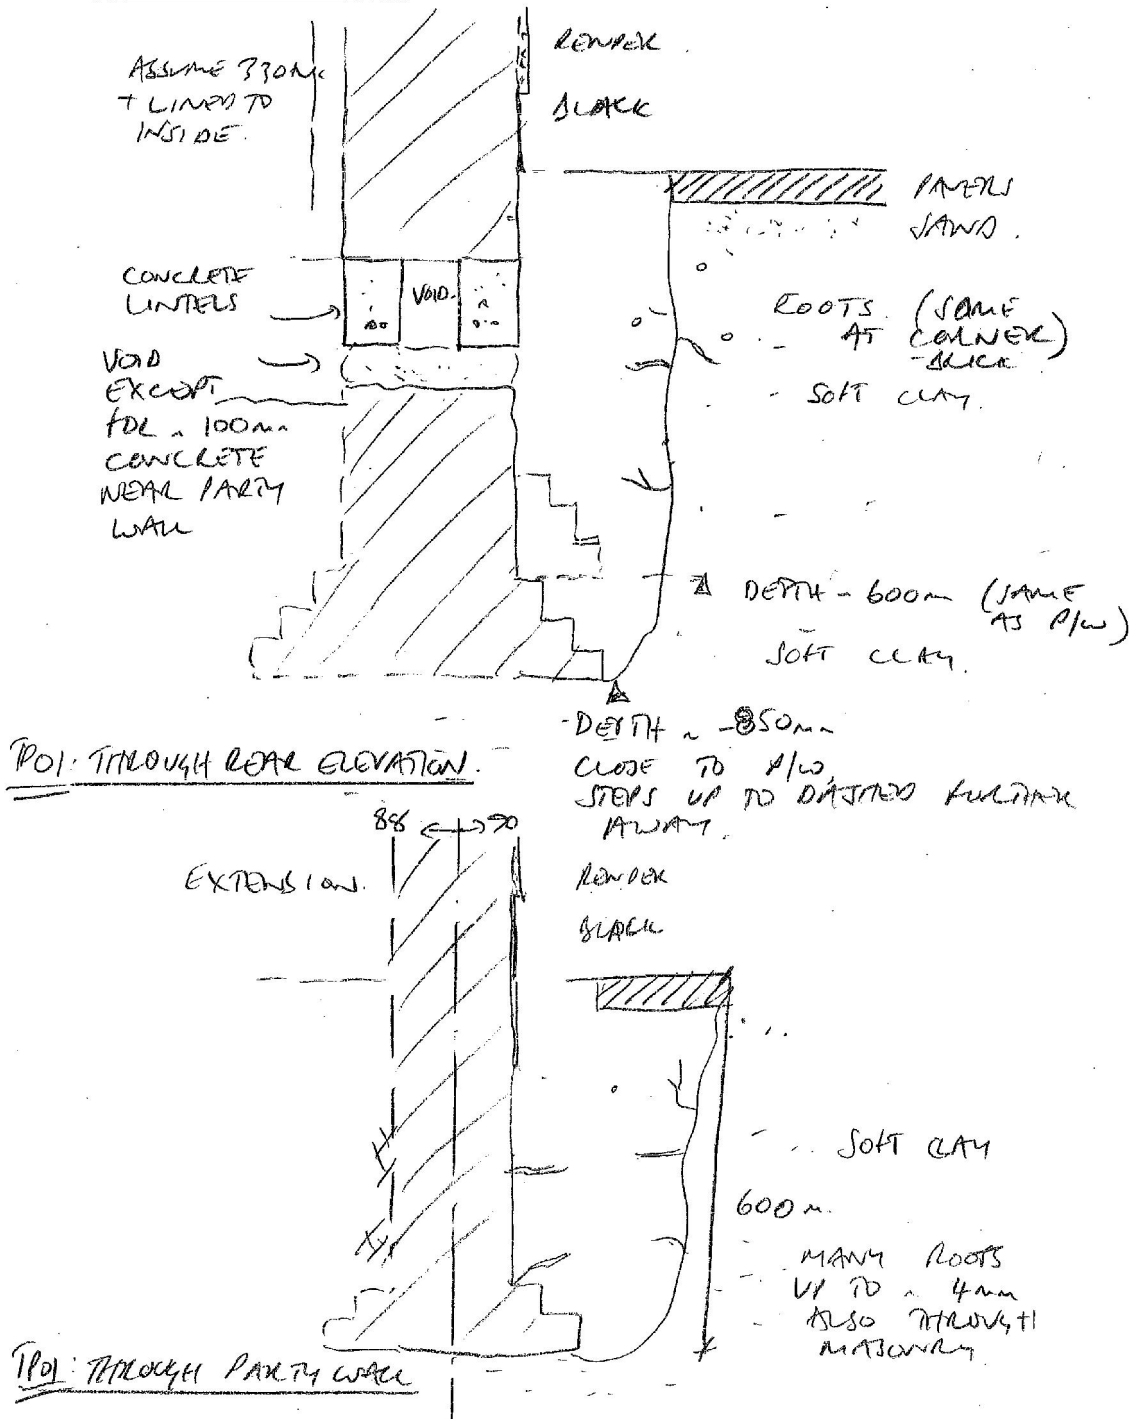 ASSUME 330mm
+ LINED TO
INSIDE.
RENDER
BLACK
PAVERS
SAND.
CONCRETE
LINTELS
VOID.
ROOTS. (SAME
AT CORNER)
- BRICK
SOFT CLAY.
VOID
EXCEPT
FOR ~ 100mm
CONCRETE
NEAR PARTY
WALL
DEPTH - 600mm (SAME
AS P/W)
SOFT CLAY.
DEPTH ~ -850mm
CLOSE TO P/W,
STEPS UP TO DASHED FURTHER
AWAY.
TP01: THROUGH REAR ELEVATION.
88 ↔ 90
EXTENSION.
RENDER
BLACK
SOFT CLAY
600m.
MANY ROOTS
UP TO ~ 4mm
ALSO THROUGH
MASONRY
TP01: THROUGH PARTY WALL